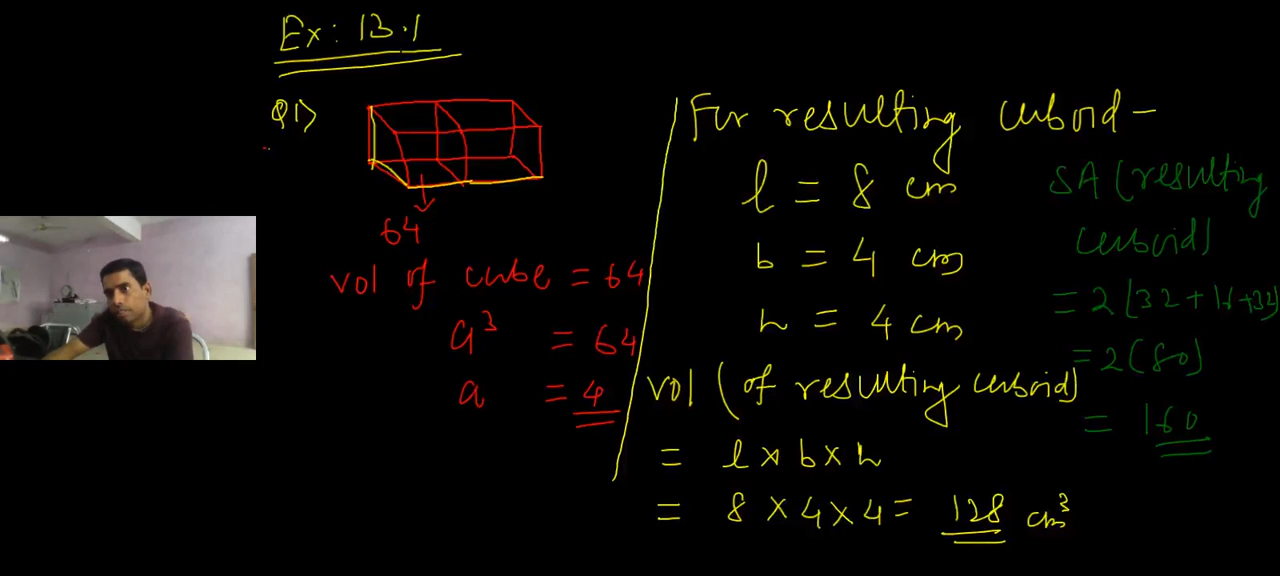 Ex: 13.1
Q1>
64
vol of cube = 64
a³ = 64
a = 4
For resulting cuboid -
l = 8 cm
b = 4 cm
h = 4 cm
vol (of resulting cuboid)
= l × b × h
= 8 × 4 × 4 = 128 cm³
SA (resulting
cuboid)
= 2 (32 + 16 + 32)
= 2 (80)
= 160